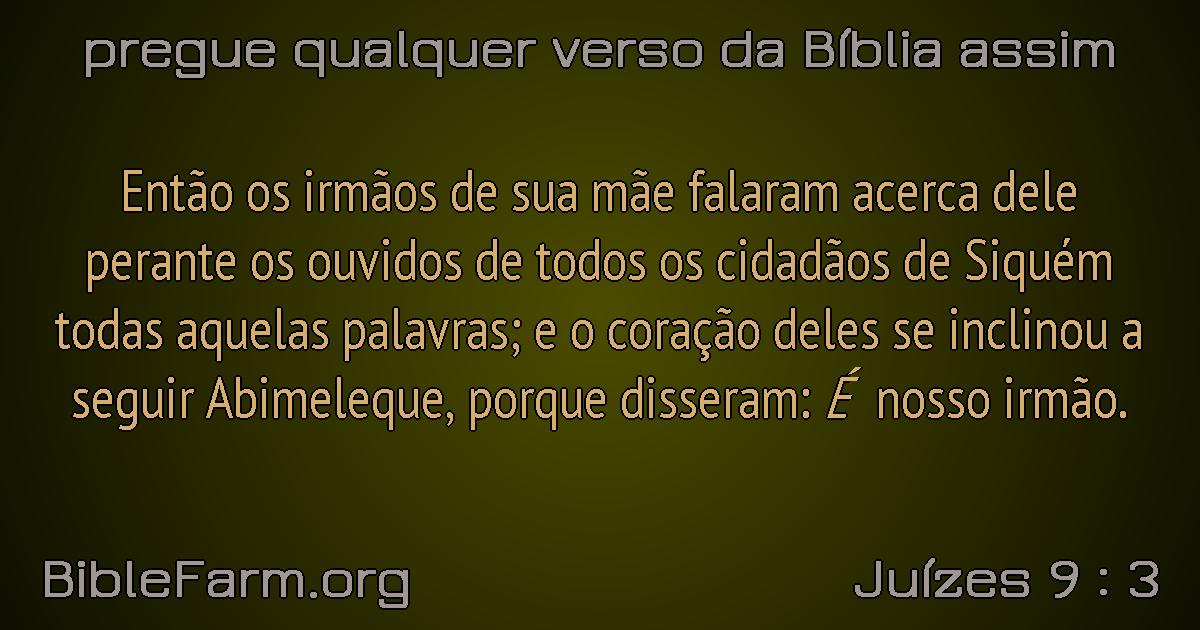 pregue qualquer verso da Bíblia assim
Então os irmãos de sua mãe falaram acerca dele
perante os ouvidos de todos os cidadãos de Siquém
todas aquelas palavras; e o coração deles se inclinou a
seguir Abimeleque, porque disseram: É nosso irmão.
BibleFarm.org
Juízes 9 : 3